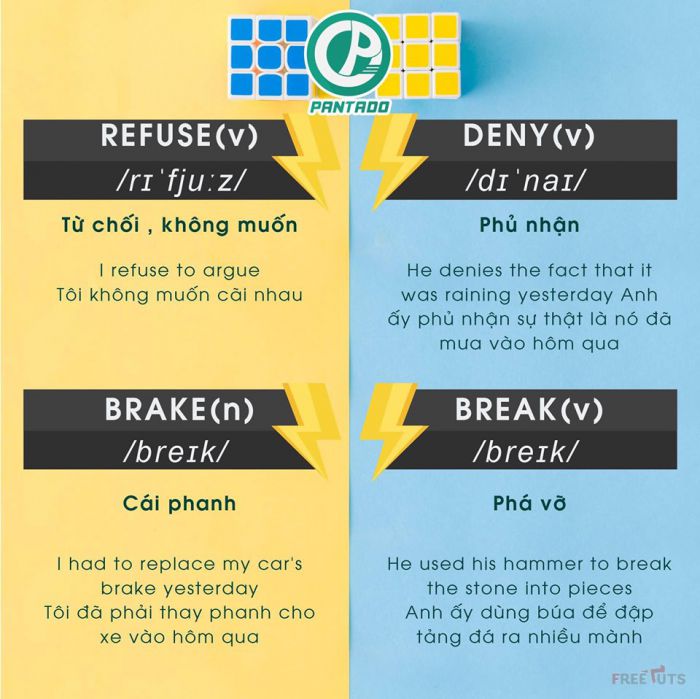 PANTADO
REFUSE(v)
/rɪˈfjuːz/
Từ chối , không muốn
I refuse to argue
Tôi không muốn cãi nhau
DENY(v)
/dɪˈnaɪ/
Phủ nhận
He denies the fact that it
was raining yesterday Anh
ấy phủ nhận sự thật là nó đã
mưa vào hôm qua
BRAKE(n)
/breɪk/
Cái phanh
I had to replace my car's
brake yesterday
Tôi đã phải thay phanh cho
xe vào hôm qua
BREAK(v)
/breɪk/
Phá vỡ
He used his hammer to break
the stone into pieces
Anh ấy dùng búa để đập
tảng đá ra nhiều mảnh
FREETUTS